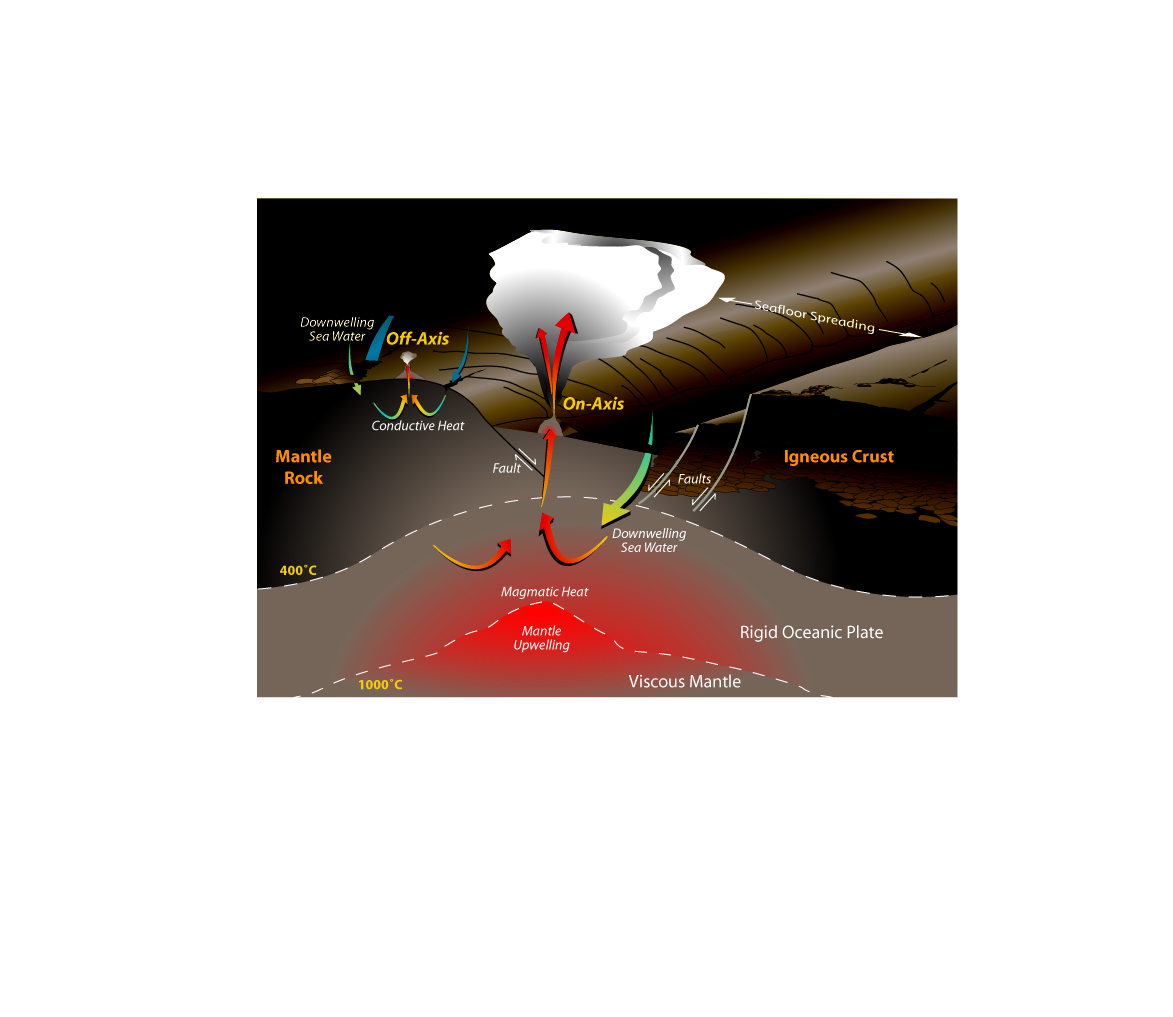 Seafloor Spreading
Downwelling
Sea Water
Off-Axis
On-Axis
Conductive Heat
Mantle
Rock
Fault
Igneous Crust
Faults
Downwelling
Sea Water
400°C
Magmatic Heat
Mantle
Upwelling
Rigid Oceanic Plate
1000°C
Viscous Mantle